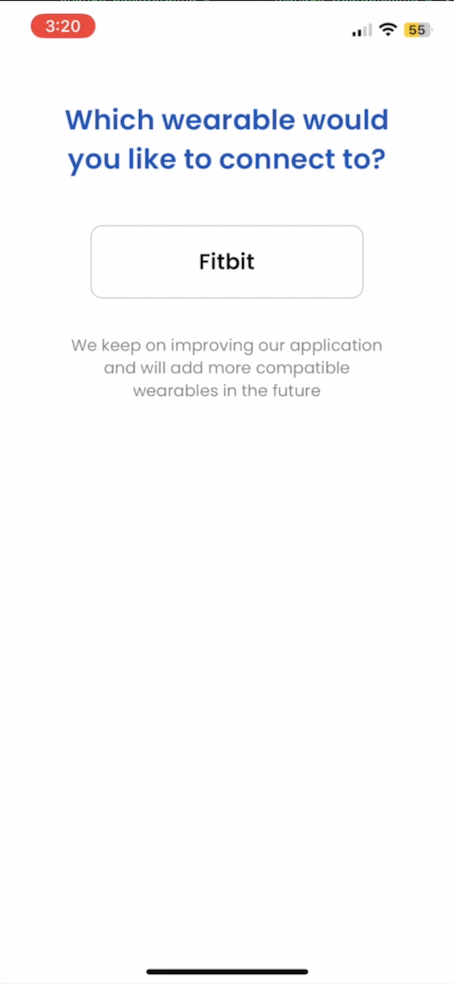 3:20
55
Which wearable would
you like to connect to?
Fitbit
We keep on improving our application
and will add more compatible
wearables in the future